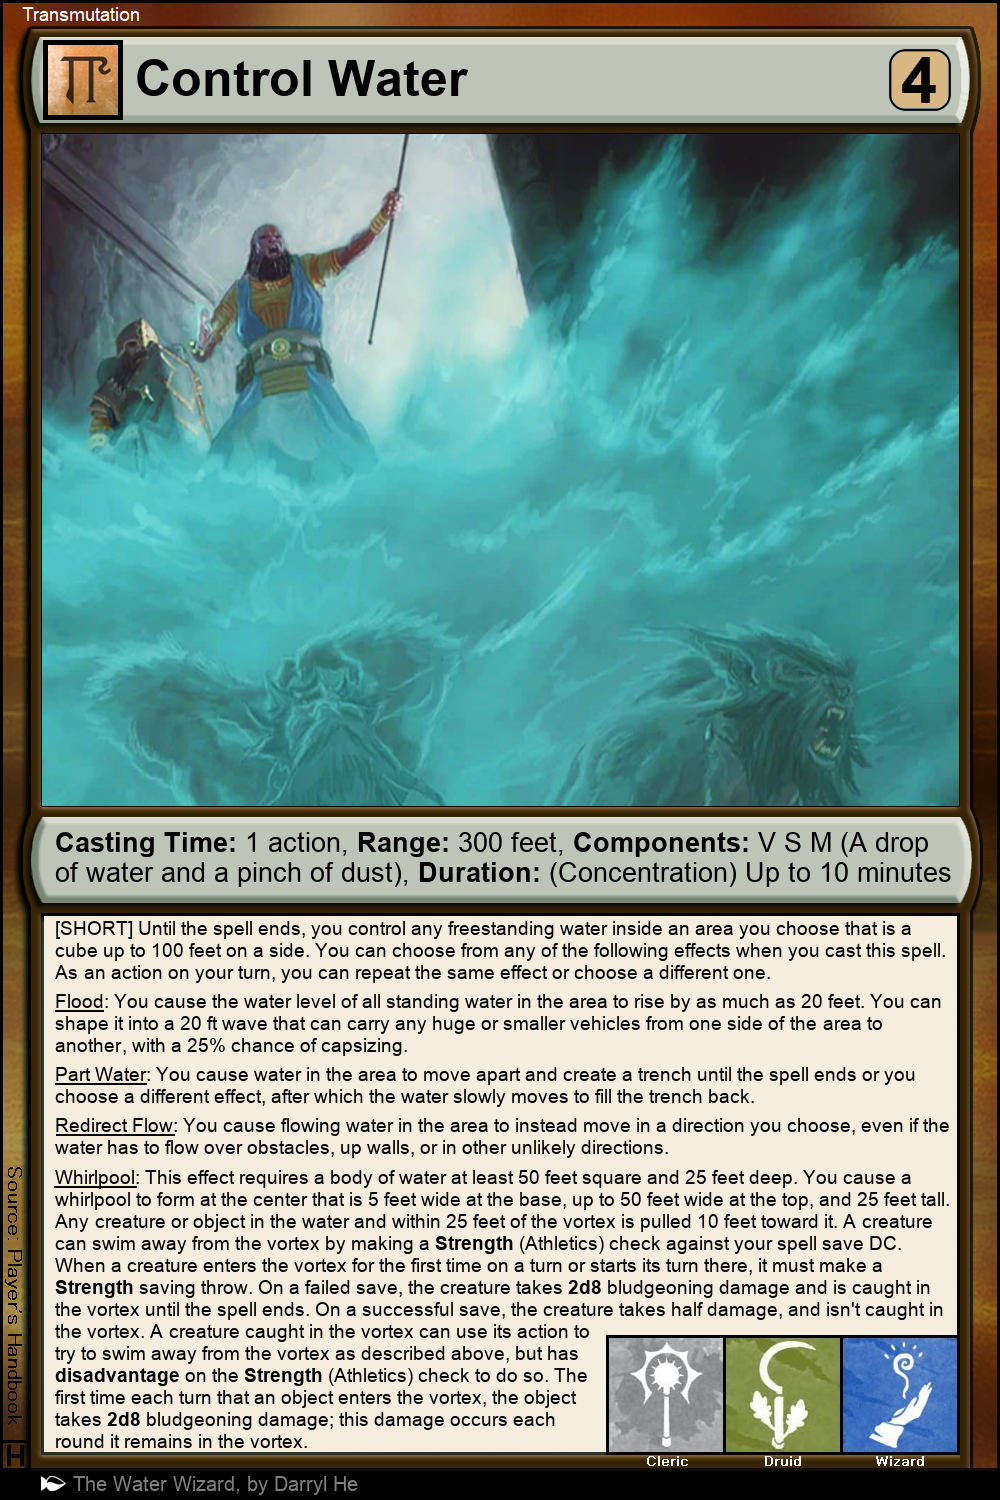 Transmutation
Control Water
4
Casting Time: 1 action, Range: 300 feet, Components: V S M (A drop
of water and a pinch of dust), Duration: (Concentration) Up to 10 minutes
[SHORT] Until the spell ends, you control any freestanding water inside an area you choose that is a
cube up to 100 feet on a side. You can choose from any of the following effects when you cast this spell.
As an action on your turn, you can repeat the same effect or choose a different one.
Flood: You cause the water level of all standing water in the area to rise by as much as 20 feet. You can
shape it into a 20 ft wave that can carry any huge or smaller vehicles from one side of the area to
another, with a 25% chance of capsizing.
Part Water: You cause water in the area to move apart and create a trench until the spell ends or you
choose a different effect, after which the water slowly moves to fill the trench back.
Redirect Flow: You cause flowing water in the area to instead move in a direction you choose, even if the
water has to flow over obstacles, up walls, or in other unlikely directions.
Whirlpool: This effect requires a body of water at least 50 feet square and 25 feet deep. You cause a
whirlpool to form at the center that is 5 feet wide at the base, up to 50 feet wide at the top, and 25 feet tall.
Any creature or object in the water and within 25 feet of the vortex is pulled 10 feet toward it. A creature
can swim away from the vortex by making a Strength (Athletics) check against your spell save DC.
When a creature enters the vortex for the first time on a turn or starts its turn there, it must make a
Strength saving throw. On a failed save, the creature takes 2d8 bludgeoning damage and is caught in
the vortex until the spell ends. On a successful save, the creature takes half damage, and isn't caught in
the vortex. A creature caught in the vortex can use its action to
try to swim away from the vortex as described above, but has
disadvantage on the Strength (Athletics) check to do so. The
first time each turn that an object enters the vortex, the object
takes 2d8 bludgeoning damage; this damage occurs each
round it remains in the vortex.
Cleric
Druid
Wizard
Source: Player's Handbook
H
The Water Wizard, by Darryl He